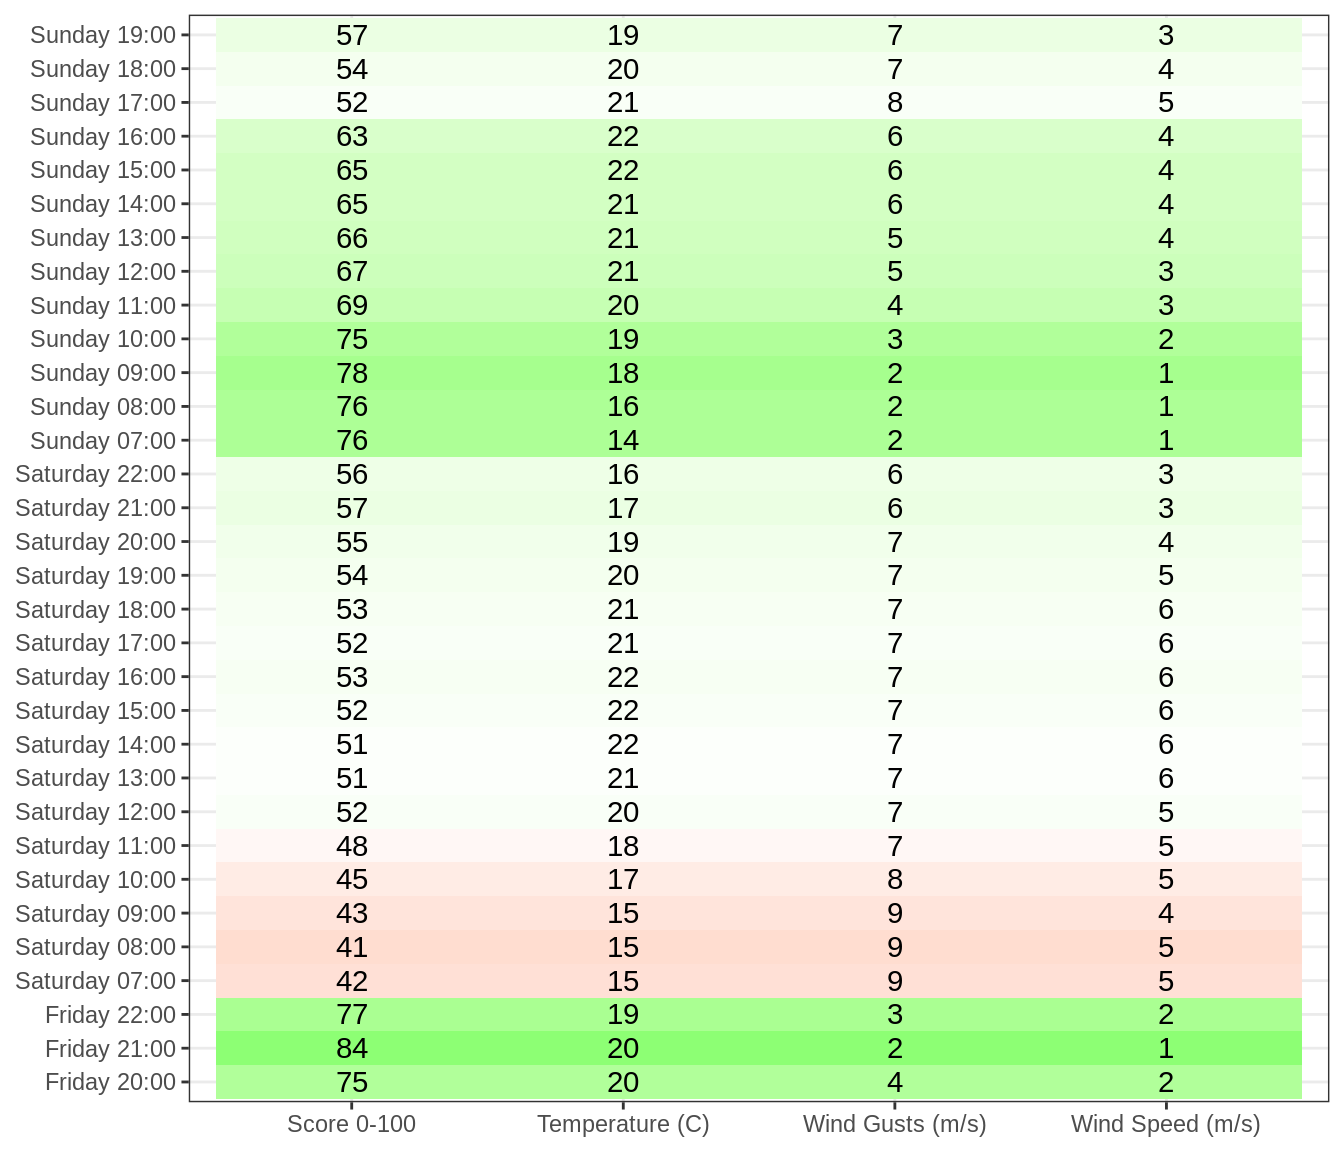 Sunday 19:00 57 19 7 3
Sunday 18:00 54 20 7 4
Sunday 17:00 52 21 8 5
Sunday 16:00 63 22 6 4
Sunday 15:00 65 22 6 4
Sunday 14:00 65 21 6 4
Sunday 13:00 66 21 5 4
Sunday 12:00 67 21 5 3
Sunday 11:00 69 20 4 3
Sunday 10:00 75 19 3 2
Sunday 09:00 78 18 2 1
Sunday 08:00 76 16 2 1
Sunday 07:00 76 14 2 1
Saturday 22:00 56 16 6 3
Saturday 21:00 57 17 6 3
Saturday 20:00 55 19 7 4
Saturday 19:00 54 20 7 5
Saturday 18:00 53 21 7 6
Saturday 17:00 52 21 7 6
Saturday 16:00 53 22 7 6
Saturday 15:00 52 22 7 6
Saturday 14:00 51 22 7 6
Saturday 13:00 51 21 7 6
Saturday 12:00 52 20 7 5
Saturday 11:00 48 18 7 5
Saturday 10:00 45 17 8 5
Saturday 09:00 43 15 9 4
Saturday 08:00 41 15 9 5
Saturday 07:00 42 15 9 5
Friday 22:00 77 19 3 2
Friday 21:00 84 20 2 1
Friday 20:00 75 20 4 2
Score 0-100 Temperature (C) Wind Gusts (m/s) Wind Speed (m/s)